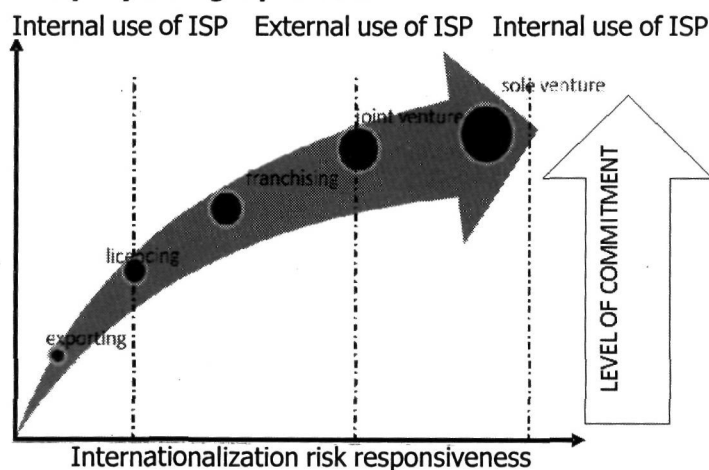 Internal use of ISP External use of ISP Internal use of ISP
sole venture
joint venture
franchising
licencing
exporting
LEVEL OF COMMITMENT
Internationalization risk responsiveness